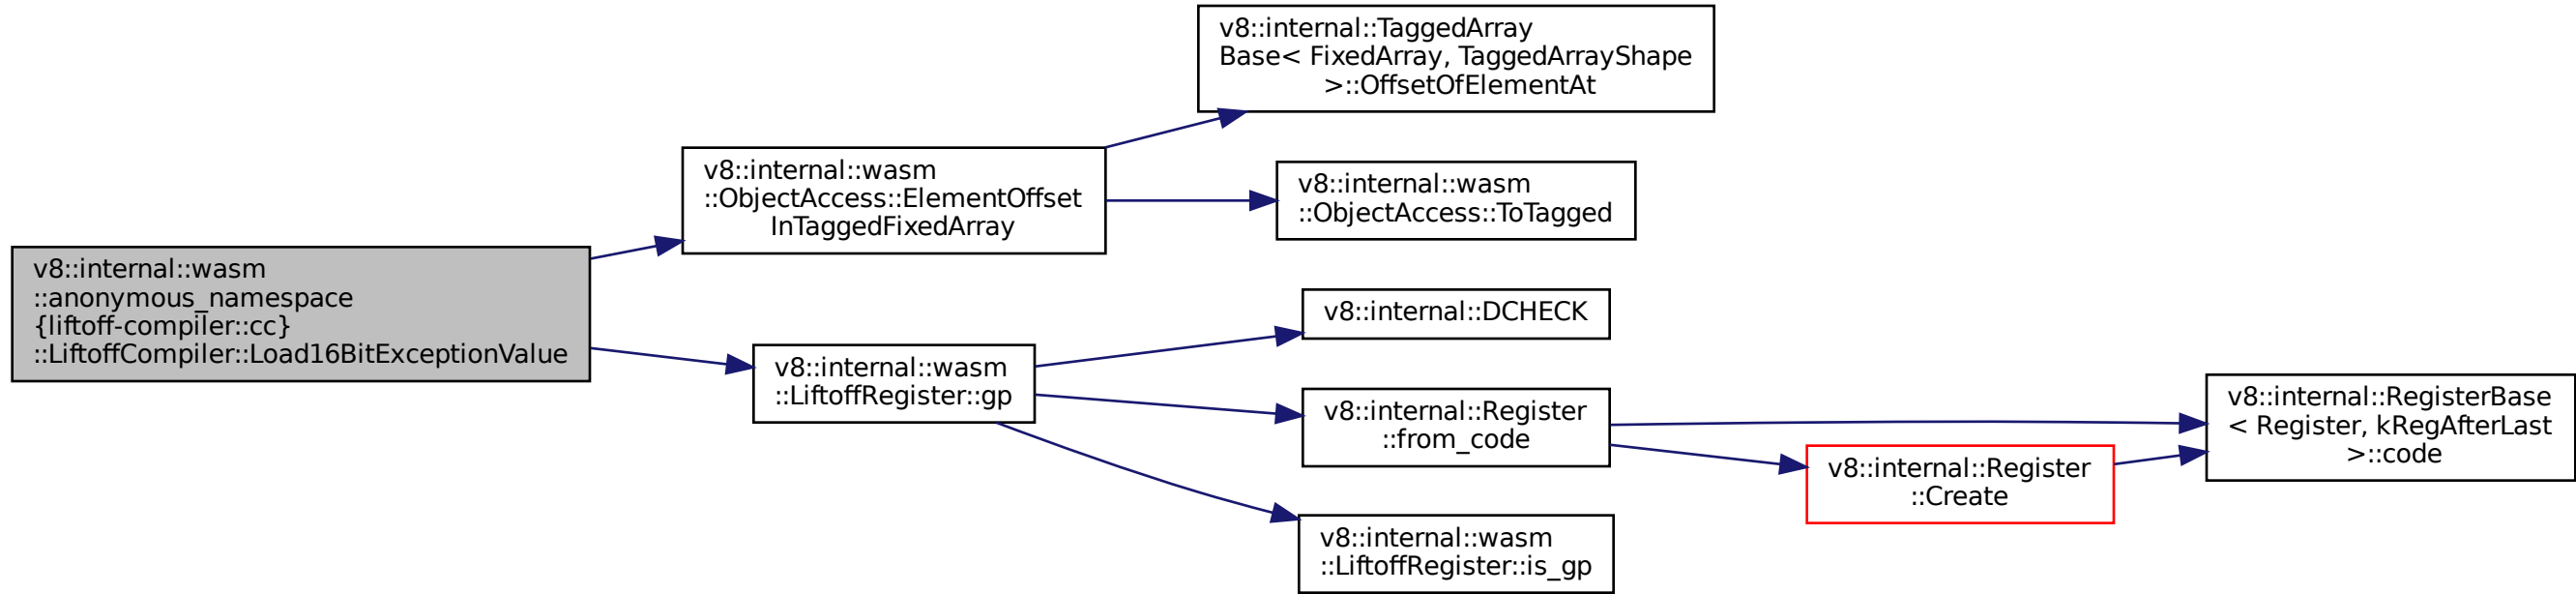 v8::internal::wasm
::anonymous_namespace
{liftoff-compiler::cc}
::LiftoffCompiler::Load16BitExceptionValue
v8::internal::wasm
::ObjectAccess::ElementOffset
InTaggedFixedArray
v8::internal::TaggedArray
Base< FixedArray, TaggedArrayShape
>::OffsetOfElementAt
v8::internal::wasm
::ObjectAccess::ToTagged
v8::internal::wasm
::LiftoffRegister::gp
v8::internal::DCHECK
v8::internal::Register
::from_code
v8::internal::wasm
::LiftoffRegister::is_gp
v8::internal::Register
::Create
v8::internal::RegisterBase
< Register, kRegAfterLast
>::code